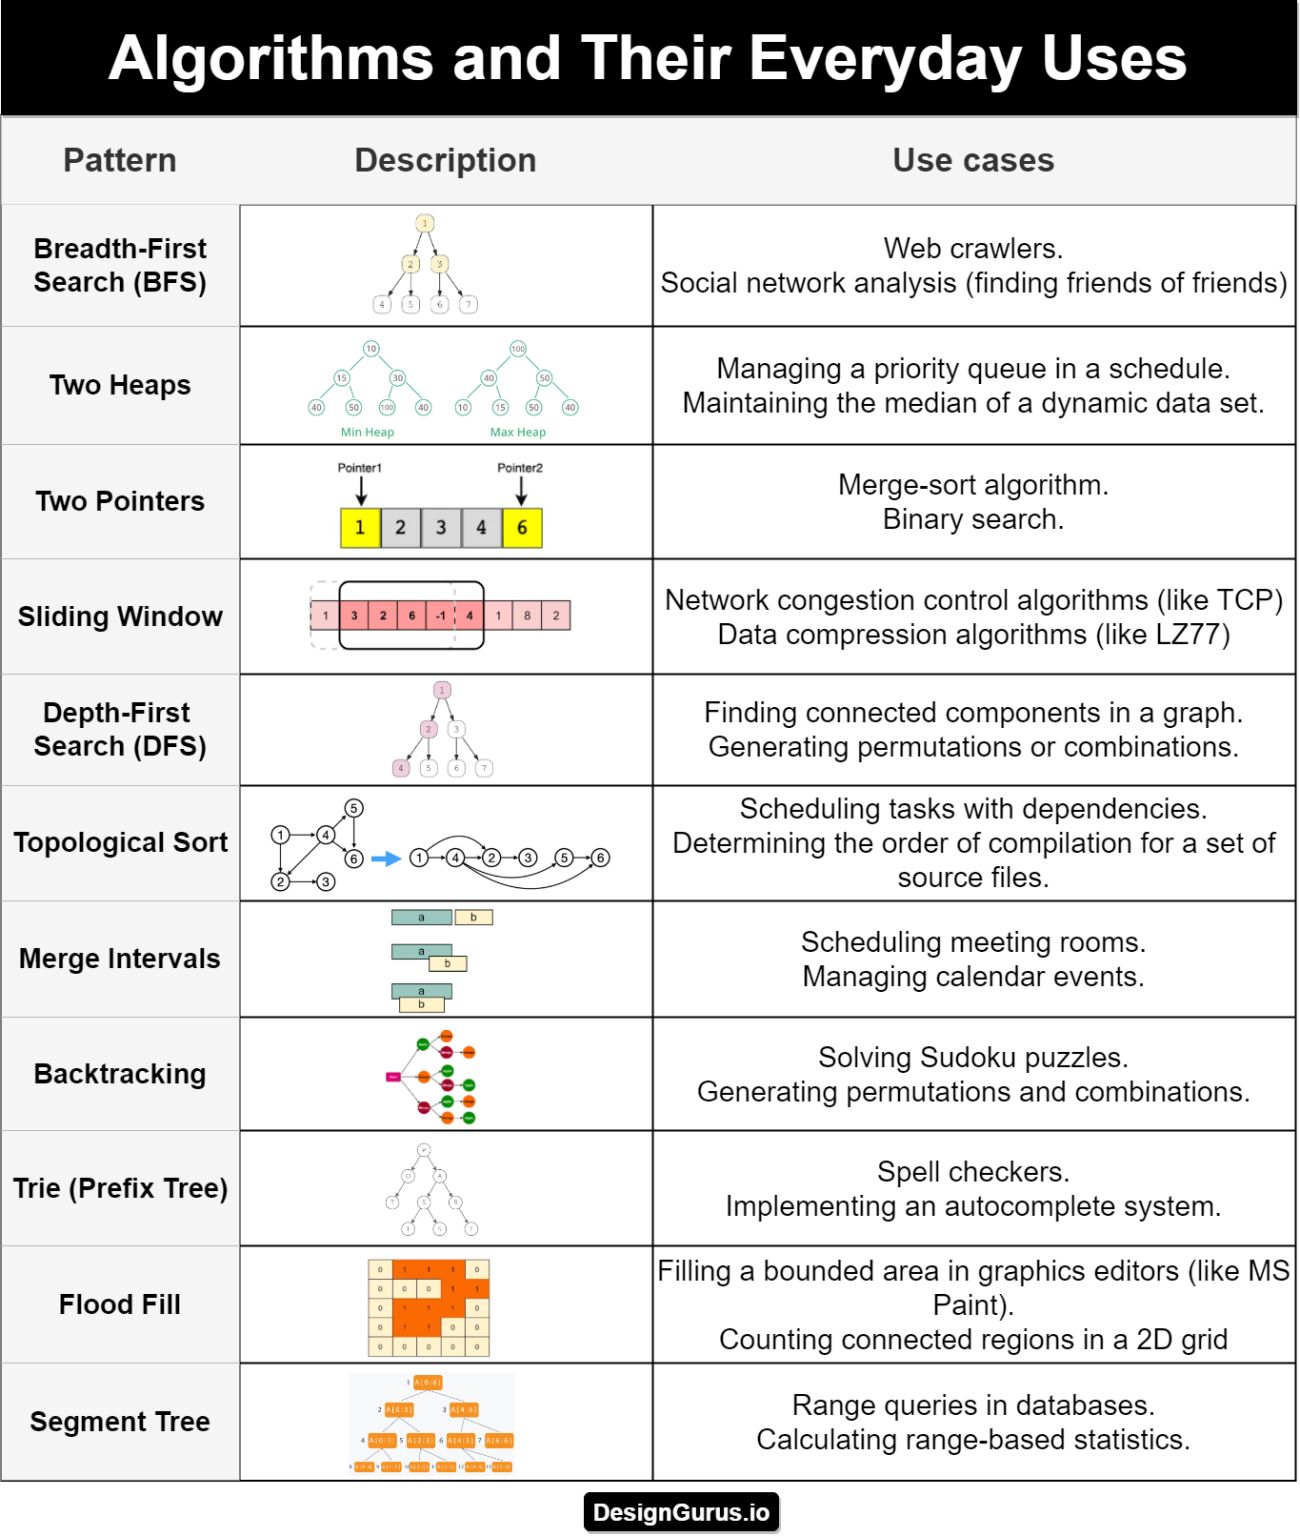 Algorithms and Their Everyday Uses
Pattern
Description
Use cases
Breadth-First
Search (BFS)
1
2 3
4 5 6 7
Web crawlers.
Social network analysis (finding friends of friends)
Two Heaps
10
15 30
40 50 100 40
Min Heap
100
40 50
10 15 50 40
Max Heap
Managing a priority queue in a schedule.
Maintaining the median of a dynamic data set.
Two Pointers
Pointer1 Pointer2
1 2 3 4 6
Merge-sort algorithm.
Binary search.
Sliding Window
1 3 2 6 -1 4 1 8 2
Network congestion control algorithms (like TCP)
Data compression algorithms (like LZ77)
Depth-First
Search (DFS)
1
2 3
4 5 6 7
Finding connected components in a graph.
Generating permutations or combinations.
Topological Sort
5
1 4
6
2 3
1 4 2 3 5 6
Scheduling tasks with dependencies.
Determining the order of compilation for a set of
source files.
Merge Intervals
a b
a
b
a
b
Scheduling meeting rooms.
Managing calendar events.
Backtracking
Solving Sudoku puzzles.
Generating permutations and combinations.
Trie (Prefix Tree)
Spell checkers.
Implementing an autocomplete system.
Flood Fill
0 1 1 1 0
0 0 0 1 1
0 1 1 1 0
0 1 1 0 0
0 0 0 0 0
Filling a bounded area in graphics editors (like MS
Paint).
Counting connected regions in a 2D grid
Segment Tree
1 A[0:6]
2 A[0:3] 3 A[4:6]
4 A[0:1] 5 A[2:3] 6 A[4:5] 7 A[6:6]
Range queries in databases.
Calculating range-based statistics.
DesignGurus.io